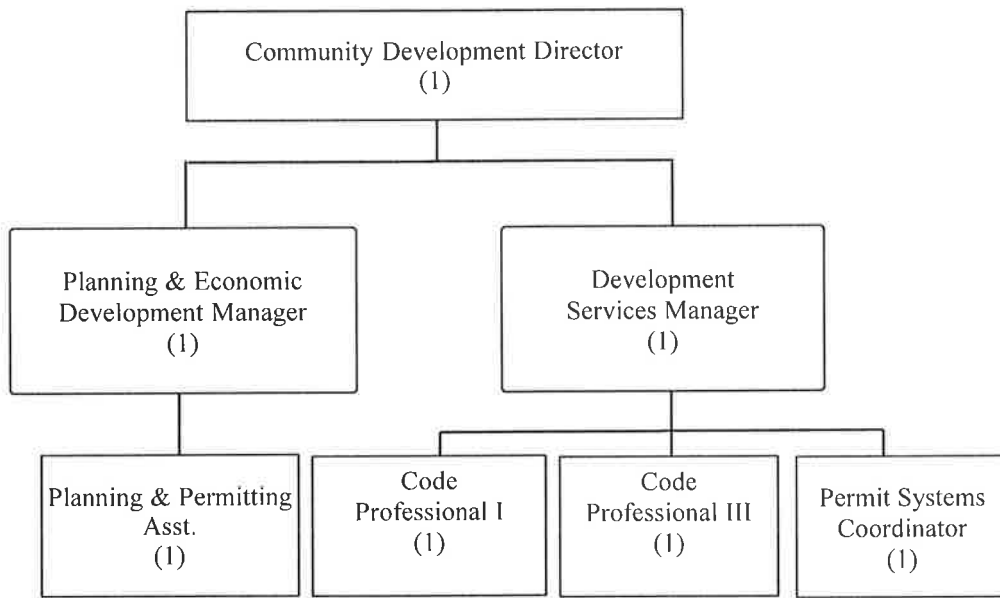 Community Development Director
(1)
Planning & Economic
Development Manager
(1)
Development
Services Manager
(1)
Planning & Permitting
Asst.
(1)
Code
Professional I
(1)
Code
Professional III
(1)
Permit Systems
Coordinator
(1)